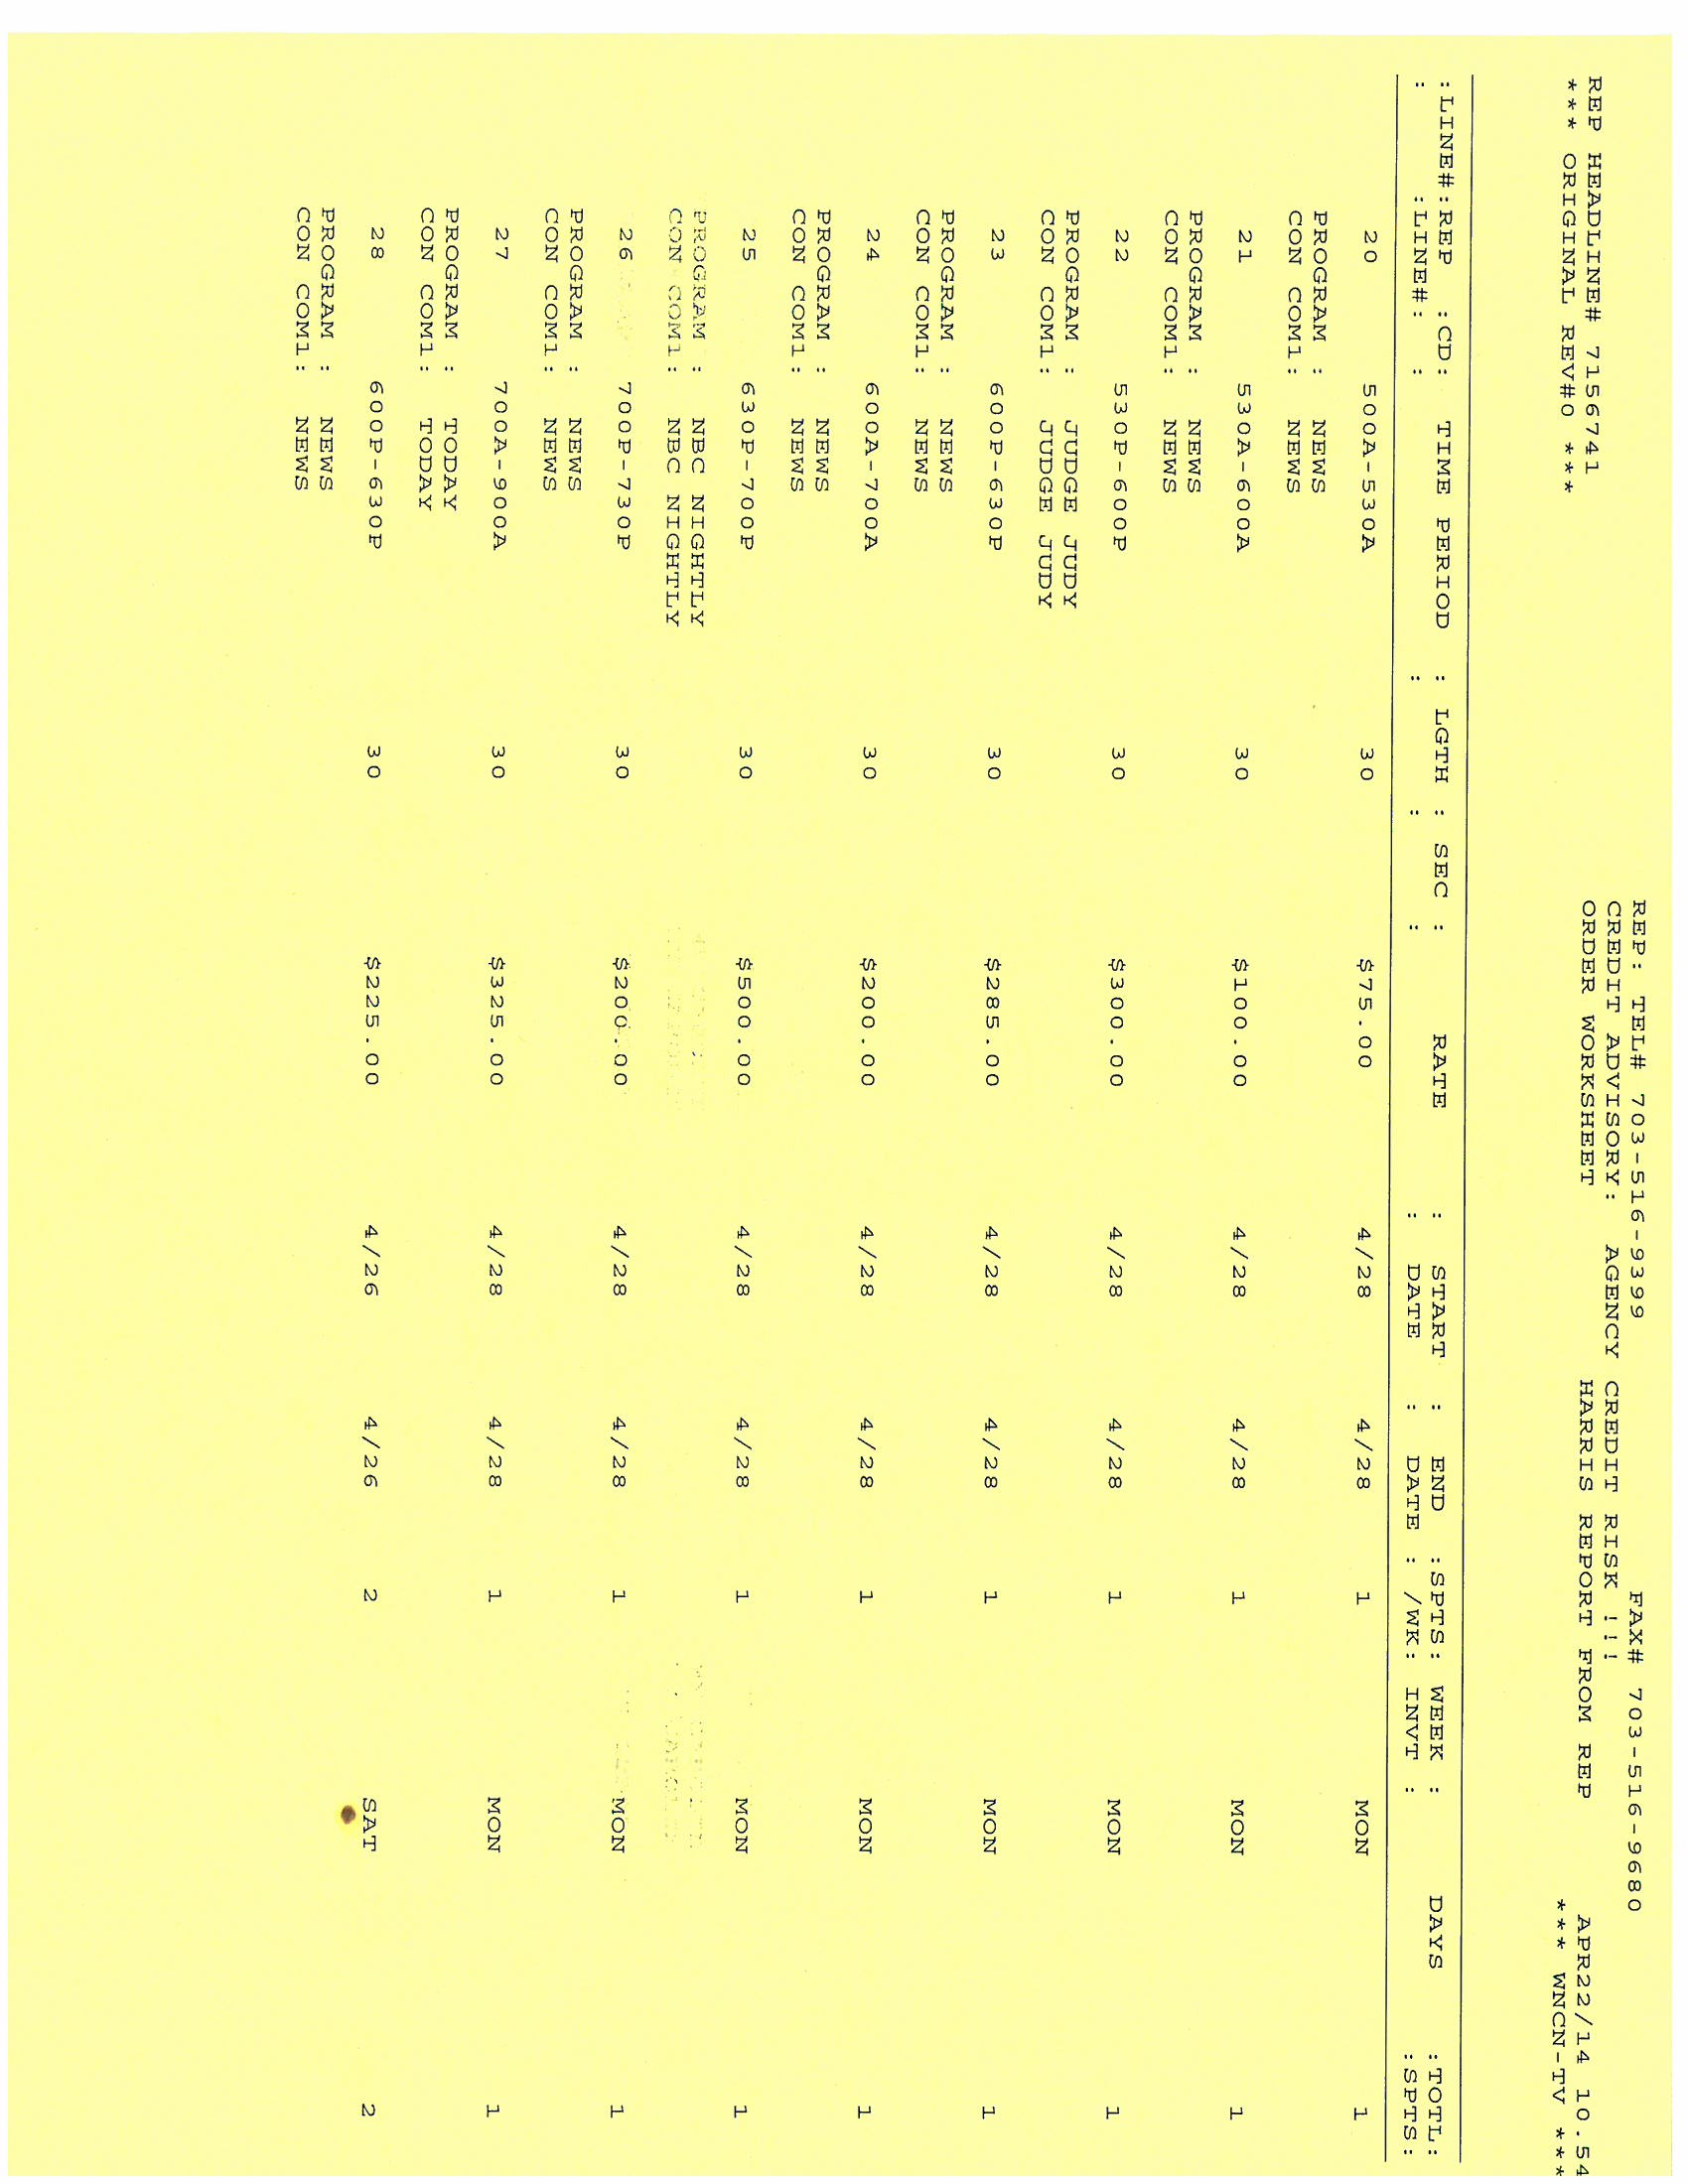 REP: TEL# 703-516-9399 FAX# 703-516-9680
CREDIT ADVISORY: AGENCY CREDIT RISK !!!
REP HEADLINE# 7156741 ORDER WORKSHEET HARRIS REPORT FROM REP APR22/14 10.54
*** ORIGINAL REV#0 *** *** WNCN-TV ***
:LINE#:REP :CD: TIME PERIOD : LGTH : SEC : RATE : START : END :SPTS: WEEK : DAYS :TOTL:
: :LINE#: : : : : DATE : DATE : /WK: INVT : :SPTS:
20 500A-530A 30 $75.00 4/28 4/28 1 MON 1
PROGRAM : NEWS
CON COM1: NEWS
21 530A-600A 30 $100.00 4/28 4/28 1 MON 1
PROGRAM : NEWS
CON COM1: NEWS
22 530P-600P 30 $300.00 4/28 4/28 1 MON 1
PROGRAM : JUDGE JUDY
CON COM1: JUDGE JUDY
23 600P-630P 30 $285.00 4/28 4/28 1 MON 1
PROGRAM : NEWS
CON COM1: NEWS
24 600A-700A 30 $200.00 4/28 4/28 1 MON 1
PROGRAM : NEWS
CON COM1: NEWS
25 630P-700P 30 $500.00 4/28 4/28 1 MON 1
PROGRAM : NBC NIGHTLY
CON COM1: NBC NIGHTLY
26 700P-730P 30 $200.00 4/28 4/28 1 MON 1
PROGRAM : NEWS
CON COM1: NEWS
27 700A-900A 30 $325.00 4/28 4/28 1 MON 1
PROGRAM : TODAY
CON COM1: TODAY
28 600P-630P 30 $225.00 4/26 4/26 2 SAT 2
PROGRAM : NEWS
CON COM1: NEWS